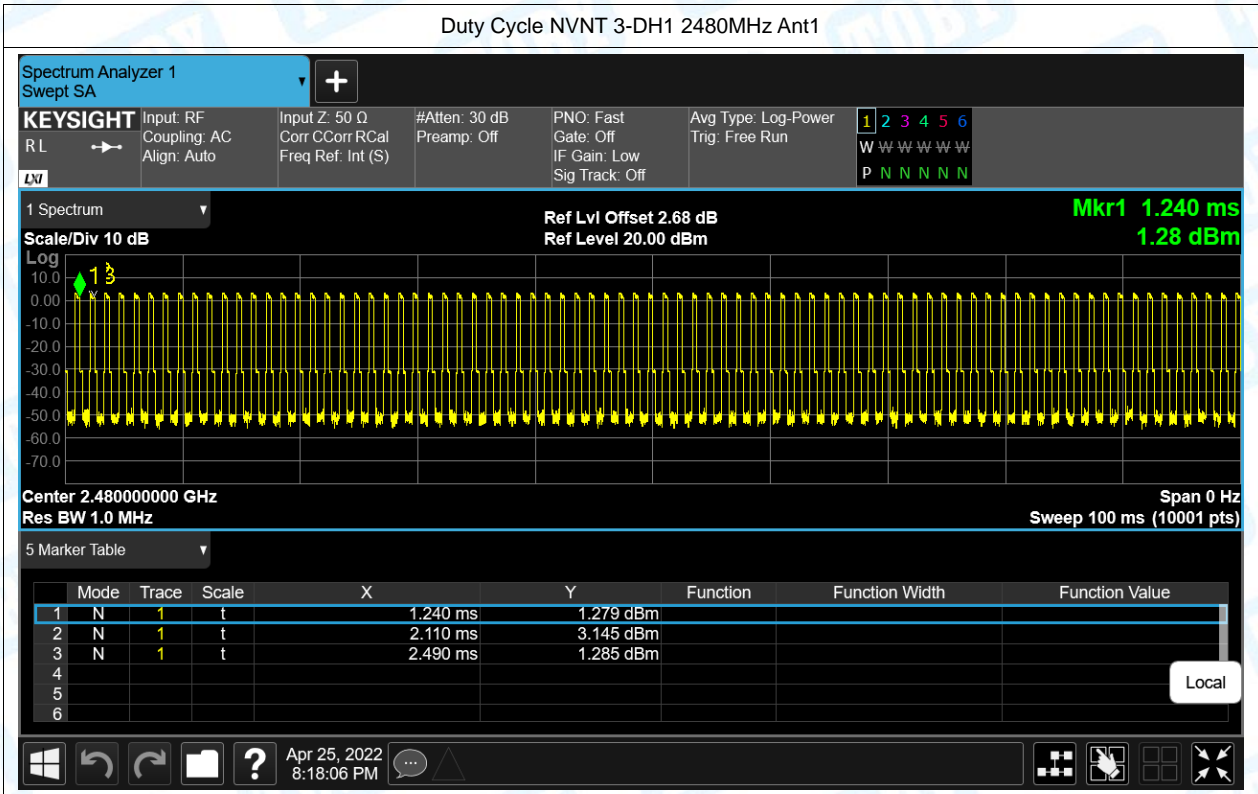 Duty Cycle NVNT 3-DH1 2480MHz Ant1
Spectrum Analyzer 1
Swept SA
KEYSIGHT
RL
LXI
Input: RF
Coupling: AC
Align: Auto
Input Z: 50 Ω
Corr CCorr RCal
Freq Ref: Int (S)
#Atten: 30 dB
Preamp: Off
PNO: Fast
Gate: Off
IF Gain: Low
Sig Track: Off
Avg Type: Log-Power
Trig: Free Run
1 2 3 4 5 6
W W W W W W
P N N N N N
1 Spectrum
Scale/Div 10 dB
Ref Lvl Offset 2.68 dB
Ref Level 20.00 dBm
Mkr1 1.240 ms
1.28 dBm
Log
10.0
0.00
-10.0
-20.0
-30.0
-40.0
-50.0
-60.0
-70.0
1 3
Center 2.480000000 GHz
Res BW 1.0 MHz
Span 0 Hz
Sweep 100 ms (10001 pts)
5 Marker Table
Mode Trace Scale X Y Function Function Width Function Value
1 N 1 t 1.240 ms 1.279 dBm
2 N 1 t 2.110 ms 3.145 dBm
3 N 1 t 2.490 ms 1.285 dBm
4
5
6
Local
?
Apr 25, 2022
8:18:06 PM